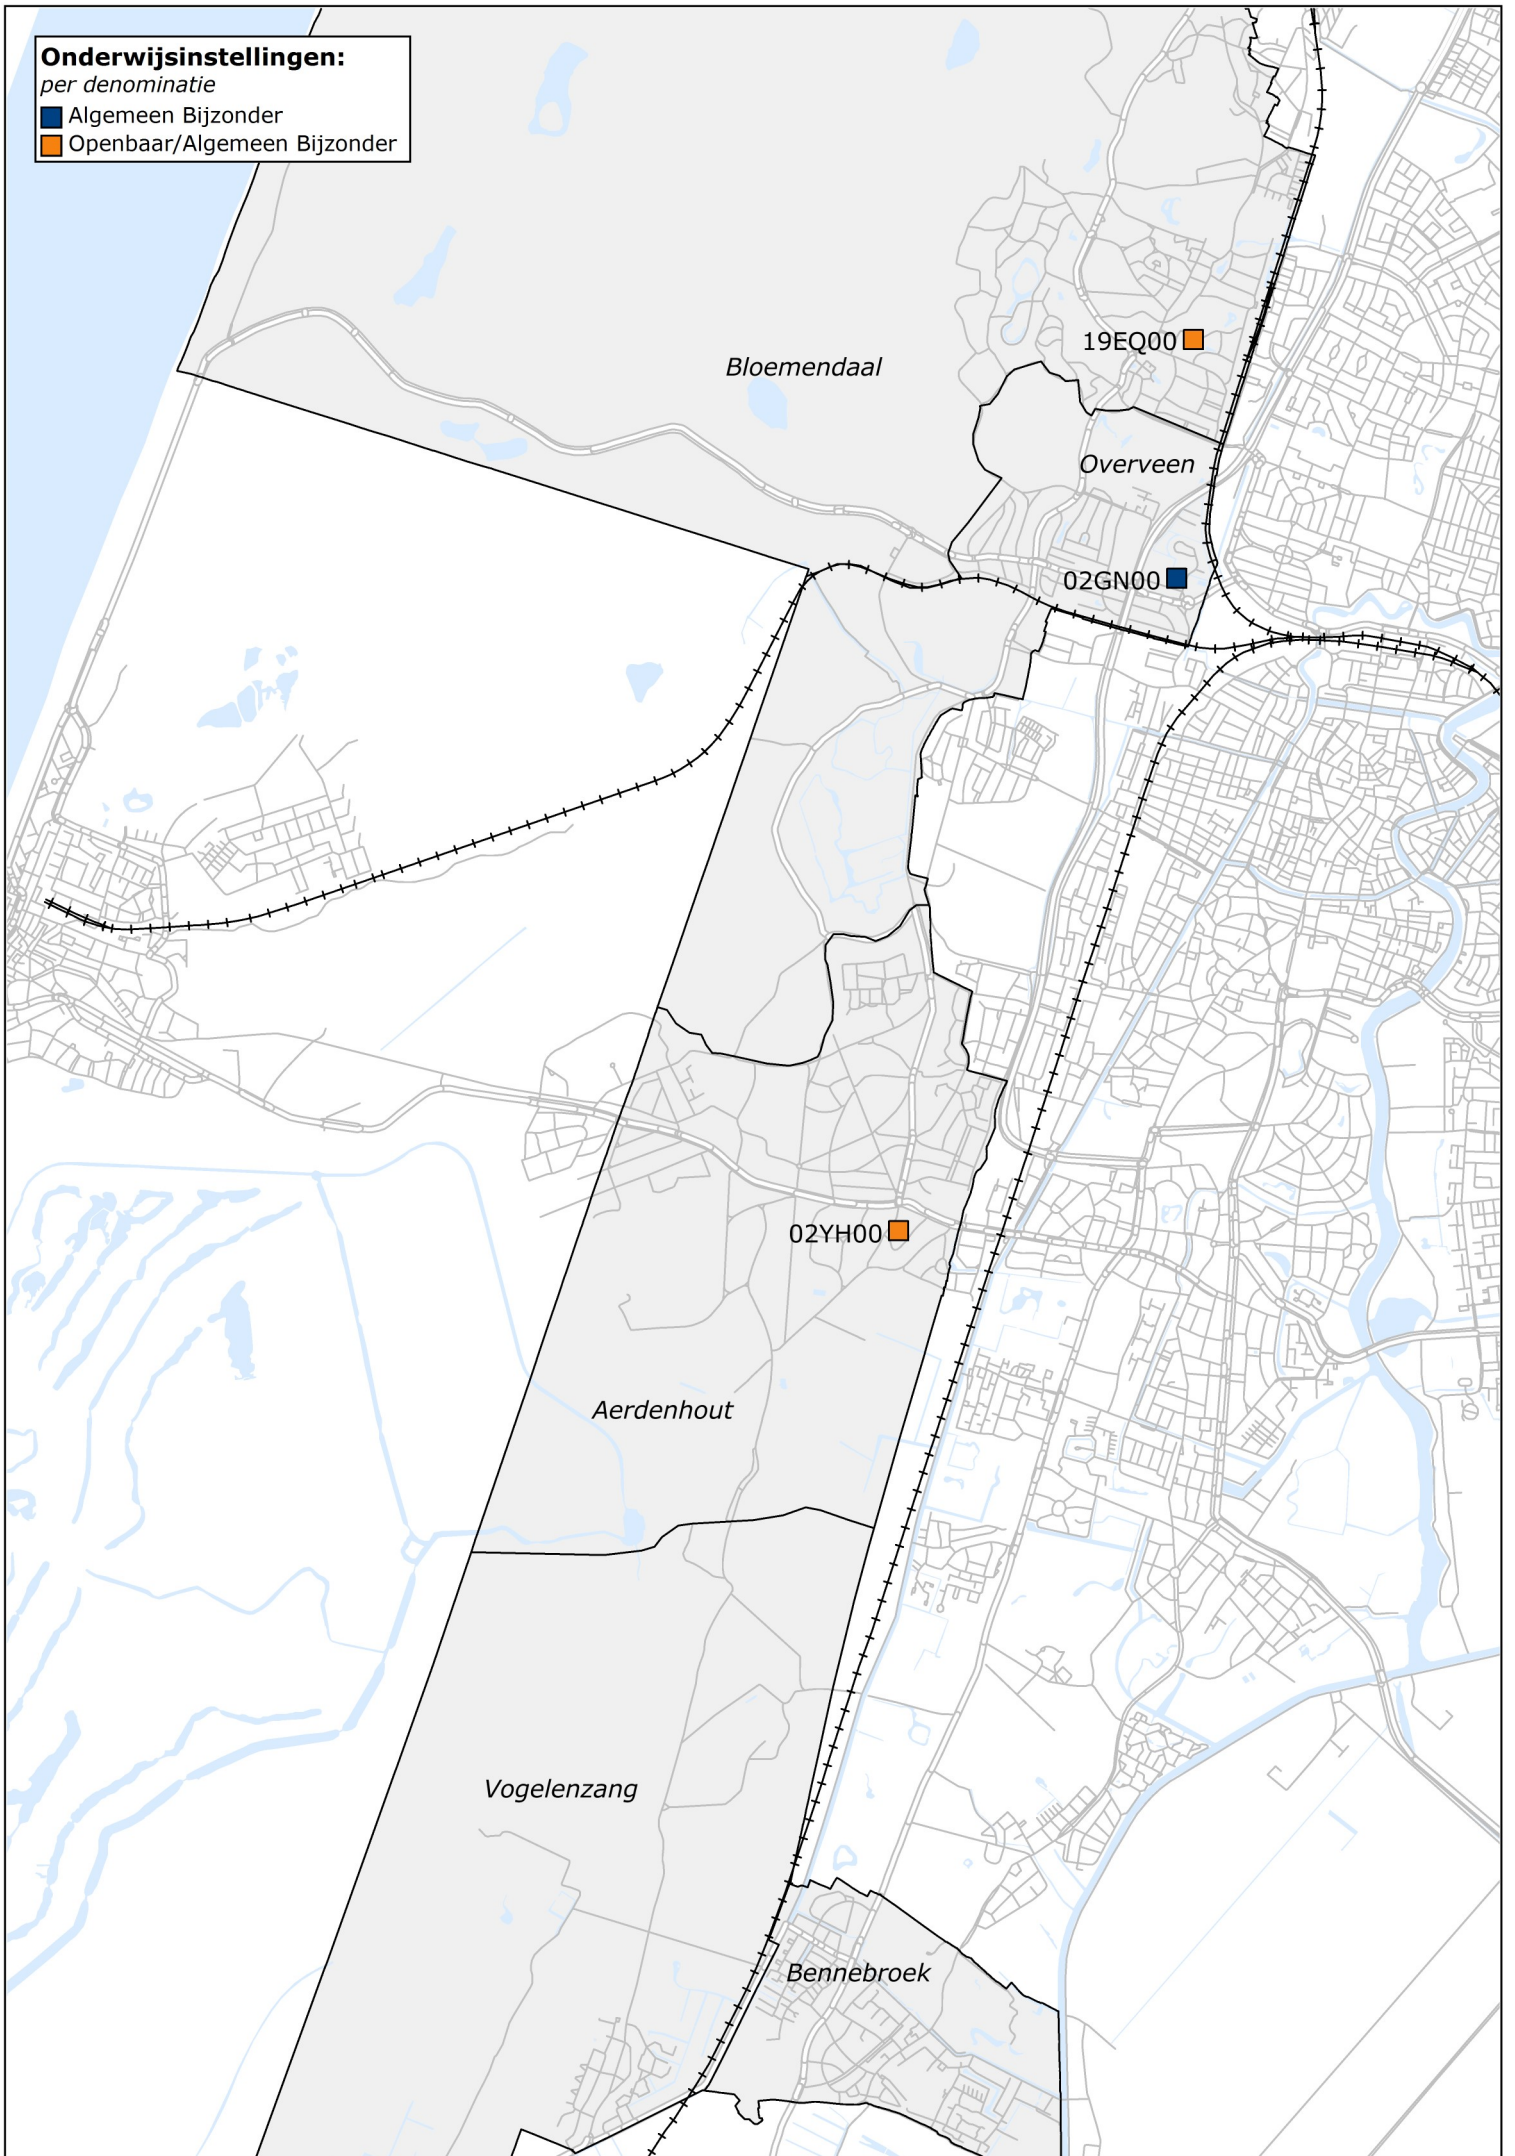 Onderwijsinstellingen:
per denominatie
Algemeen Bijzonder
Openbaar/Algemeen Bijzonder
19EQ00
Bloemendaal
Overveen
02GN00
02YH00
Aerdenhout
Vogelenzang
Bennebroek